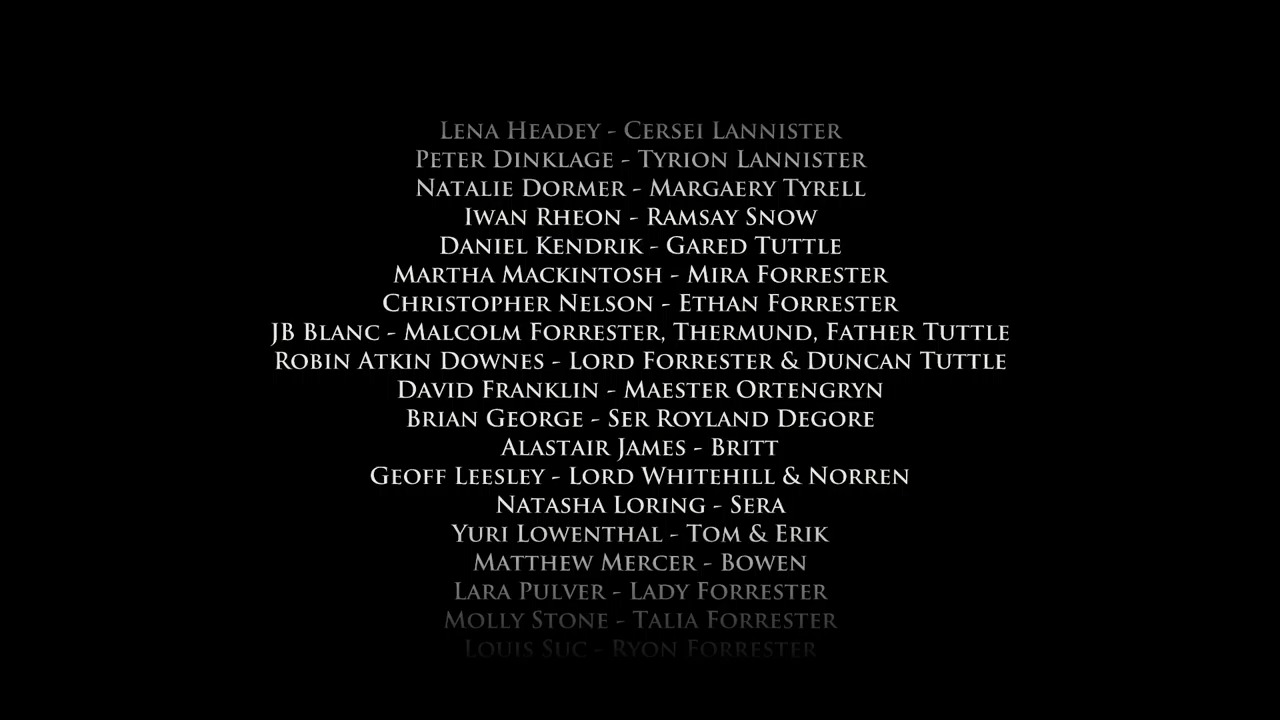 Lena Headey - Cersei Lannister
Peter Dinklage - Tyrion Lannister
Natalie Dormer - Margaery Tyrell
Iwan Rheon - Ramsay Snow
Daniel Kendrik - Gared Tuttle
Martha Mackintosh - Mira Forrester
Christopher Nelson - Ethan Forrester
JB Blanc - Malcolm Forrester, Thermund, Father Tuttle
Robin Atkin Downes - Lord Forrester & Duncan Tuttle
David Franklin - Maester Ortengryn
Brian George - Ser Royland Degore
Alastair James - Britt
Geoff Leesley - Lord Whitehill & Norren
Natasha Loring - Sera
Yuri Lowenthal - Tom & Erik
Matthew Mercer - Bowen
Lara Pulver - Lady Forrester
Molly Stone - Talia Forrester
Louis Suc - Ryon Forrester